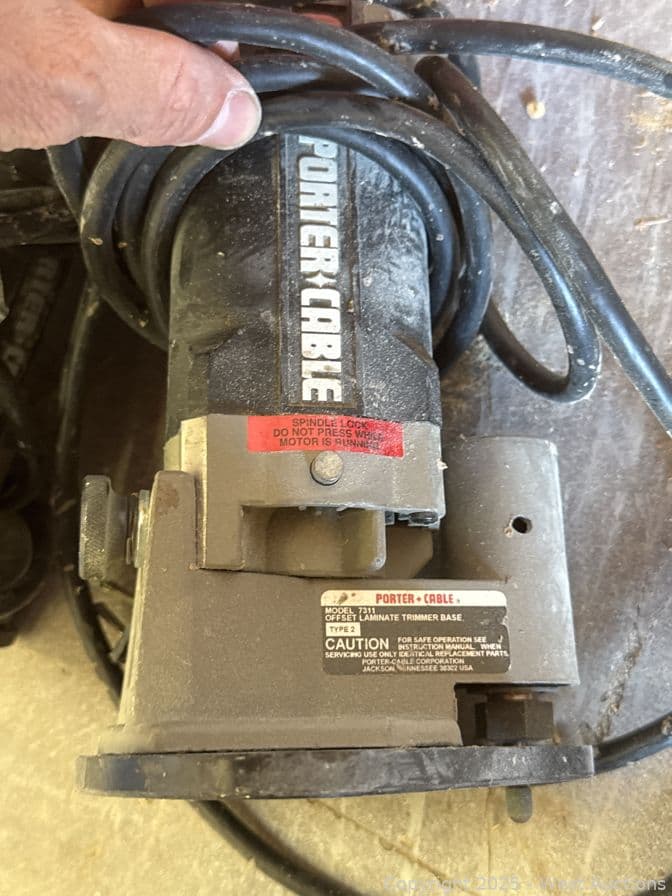 PORTER+CABLE
SPINDLE LOCK
DO NOT PRESS WHILE
MOTOR IS RUNNING
PORTER+CABLE
MODEL 7311
OFFSET LAMINATE TRIMMER BASE
TYPE 2
CAUTION FOR SAFE OPERATION SEE
INSTRUCTION MANUAL. WHEN
SERVICING USE ONLY IDENTICAL REPLACEMENT PARTS.
PORTER-CABLE CORPORATION
JACKSON, TENNESSEE 38302 USA